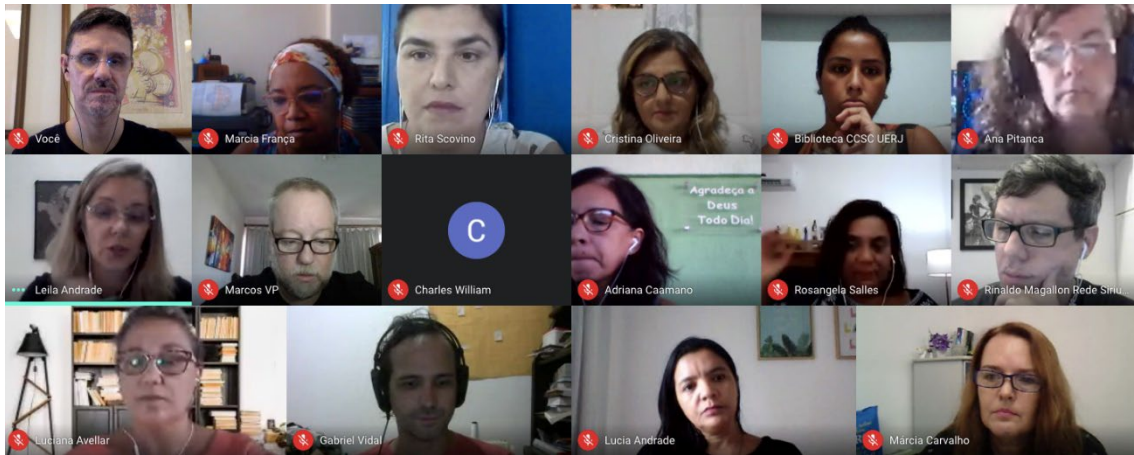 Você
Marcia França
Rita Scovino
Cristina Oliveira
Biblioteca CCSC UERJ
Ana Pitanca
Leila Andrade
Marcos VP
C
Charles William
Agradeça a
Deus
Todo Dia!
Adriana Caamano
Rosangela Salles
Rinaldo Magallon Rede Siriu
Luciana Avellar
Gabriel Vidal
Lucia Andrade
Márcia Carvalho